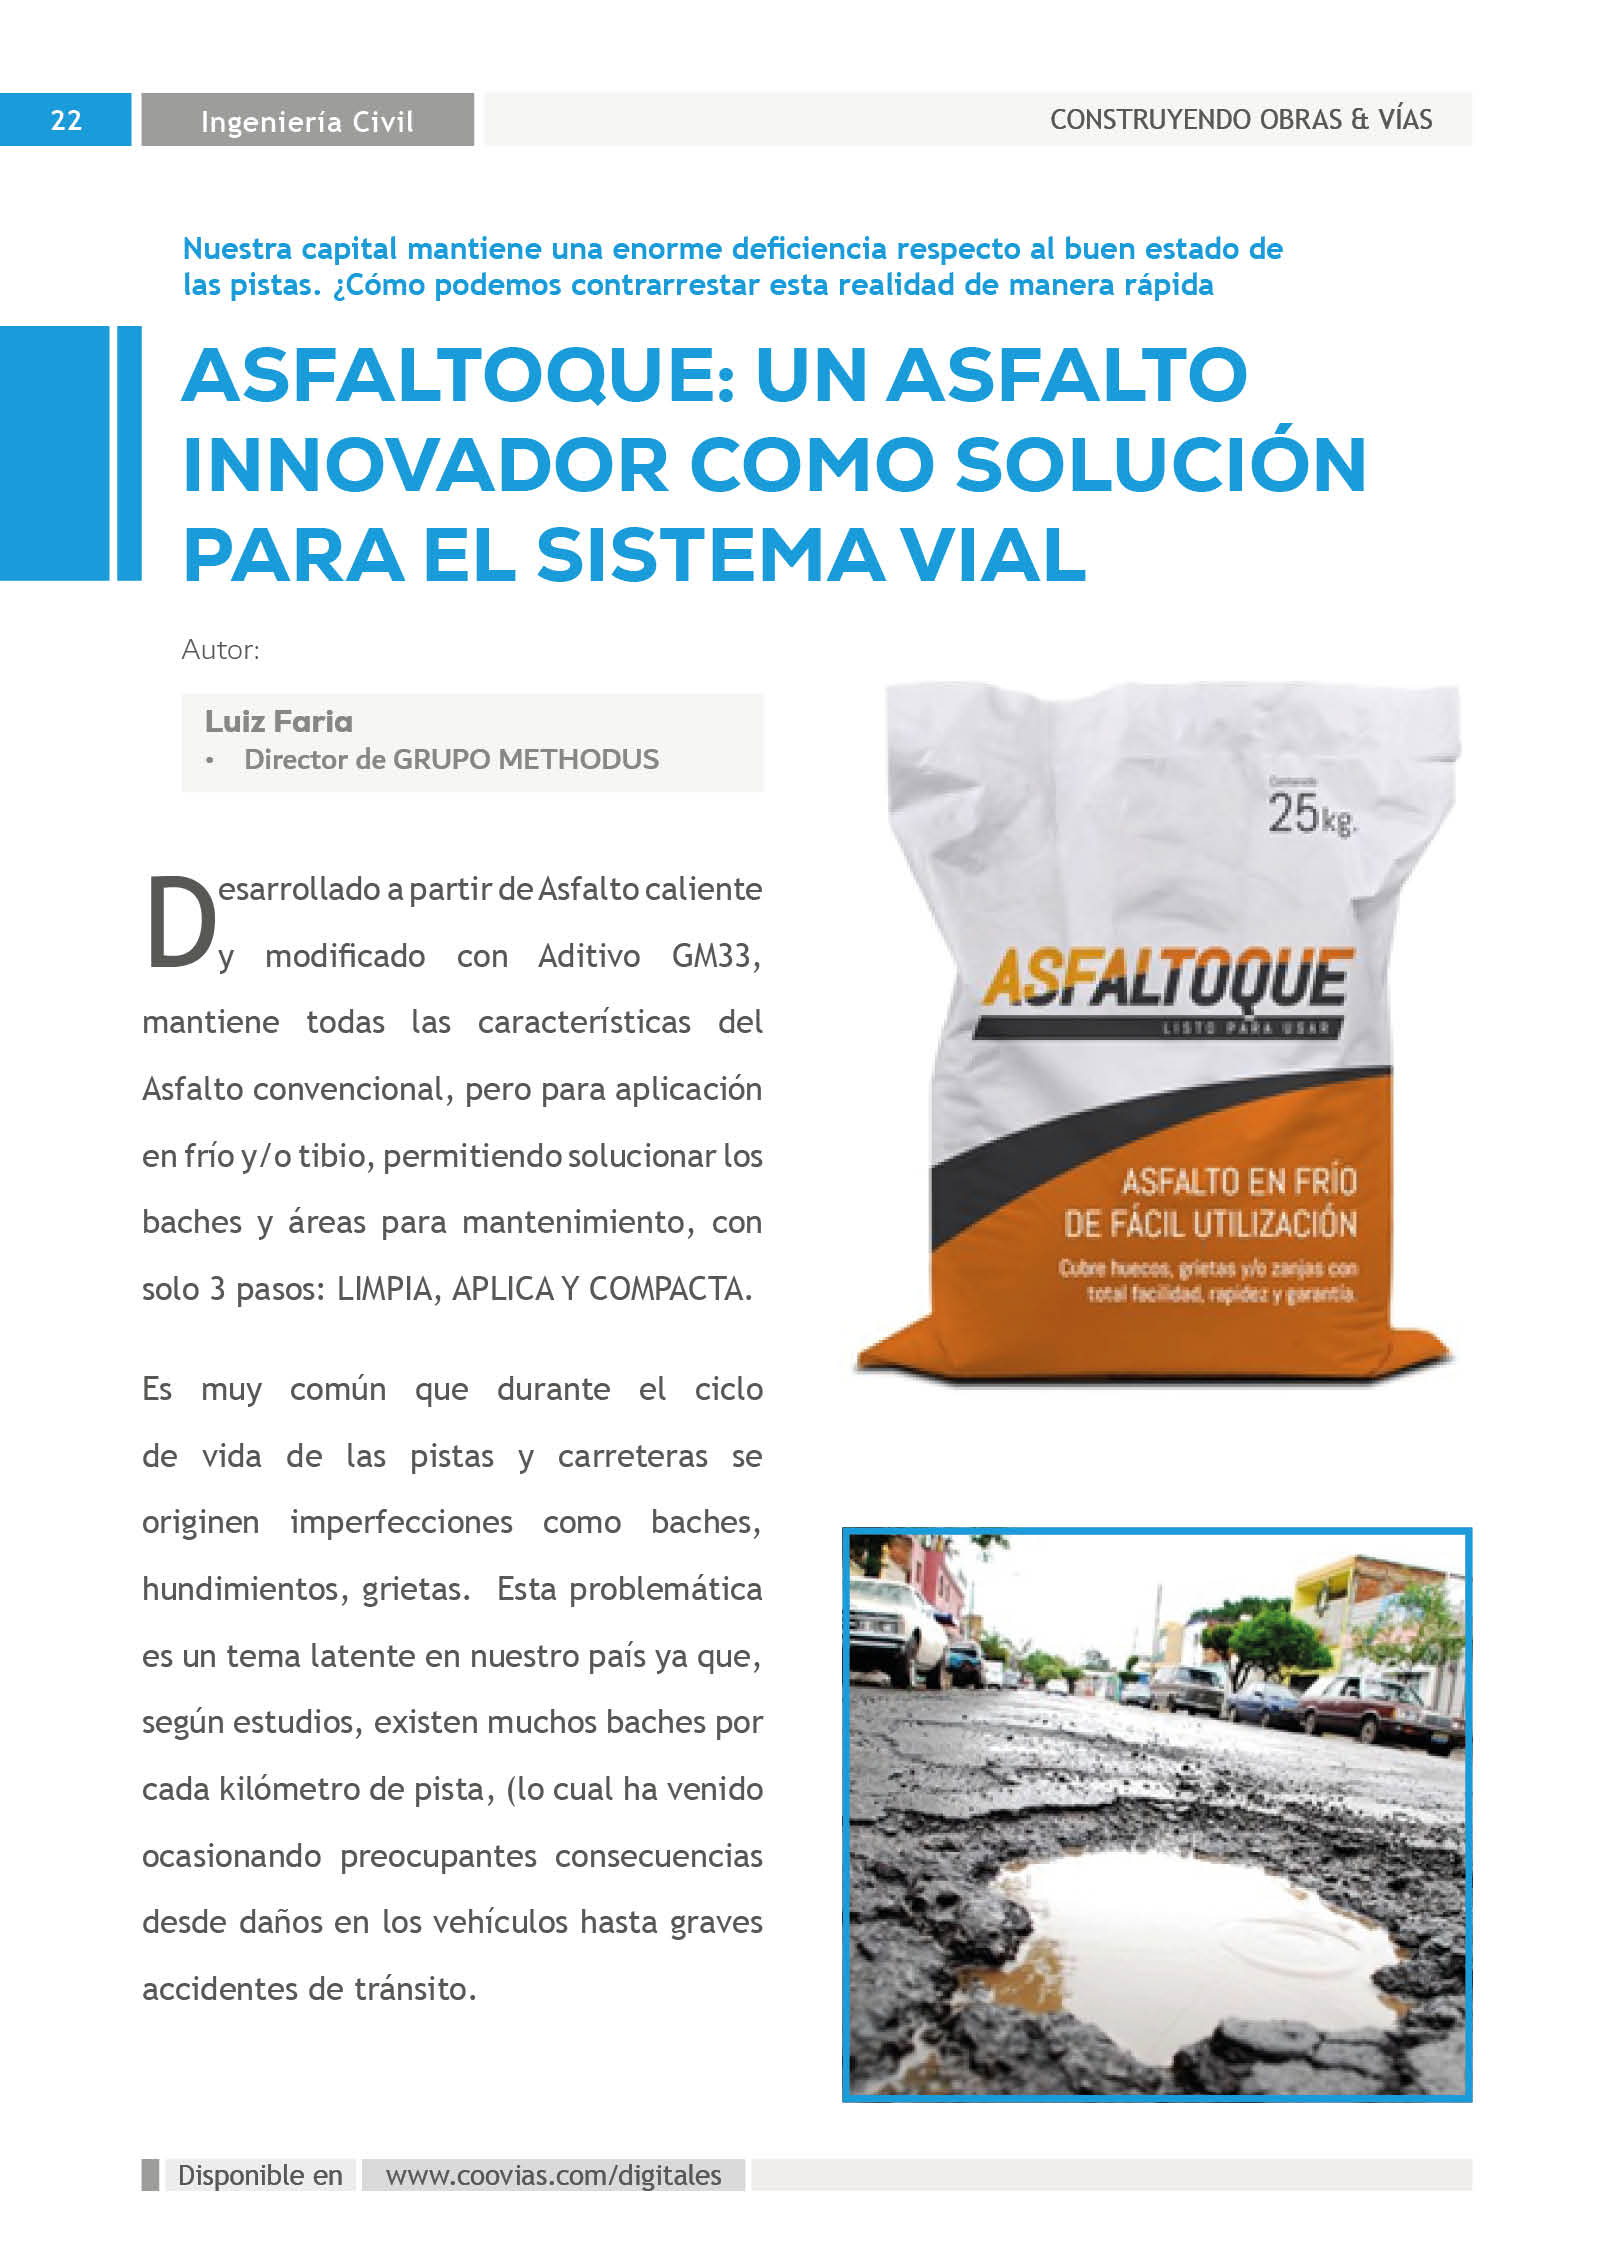 22
Ingeniería Civil
CONSTRUYENDO OBRAS & VÍAS
Nuestra capital mantiene una enorme deficiencia respecto al buen estado de
las pistas. ¿Cómo podemos contrarrestar esta realidad de manera rápida
ASFALTOQUE: UN ASFALTO
INNOVADOR COMO SOLUCIÓN
PARA EL SISTEMA VIAL
Autor:
Luiz Faria
• Director de GRUPO METHODUS
Desarrollado a partir de Asfalto caliente
y modificado con Aditivo GM33,
mantiene todas las características del
Asfalto convencional, pero para aplicación
en frío y/o tibio, permitiendo solucionar los
baches y áreas para mantenimiento, con
solo 3 pasos: LIMPIA, APLICA Y COMPACTA.
Es muy común que durante el ciclo
de vida de las pistas y carreteras se
originen imperfecciones como baches,
hundimientos, grietas. Esta problemática
es un tema latente en nuestro país ya que,
según estudios, existen muchos baches por
cada kilómetro de pista, (lo cual ha venido
ocasionando preocupantes consecuencias
desde daños en los vehículos hasta graves
accidentes de tránsito.
Contenido
25kg.
ASFALTOQUE
LISTO PARA USAR
ASFALTO EN FRÍO
DE FÁCIL UTILIZACIÓN
Cubre huecos, grietas y/o zanjas con
total facilidad, rapidez y garantía.
Disponible en
www.coovias.com/digitales